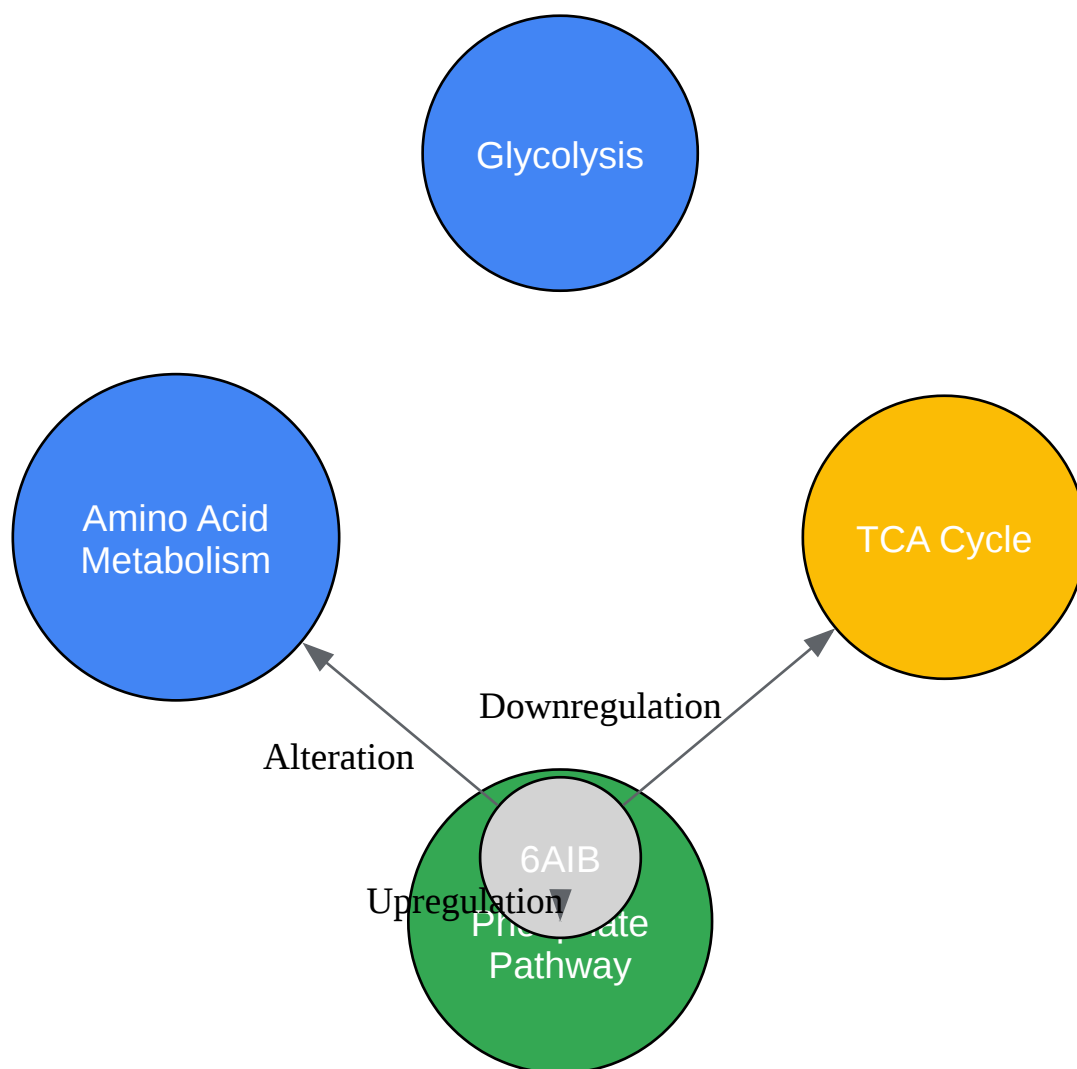 Glycolysis
Amino Acid
Metabolism
TCA Cycle
Downregulation
Alteration
6AIB
Upregulation
Pathway